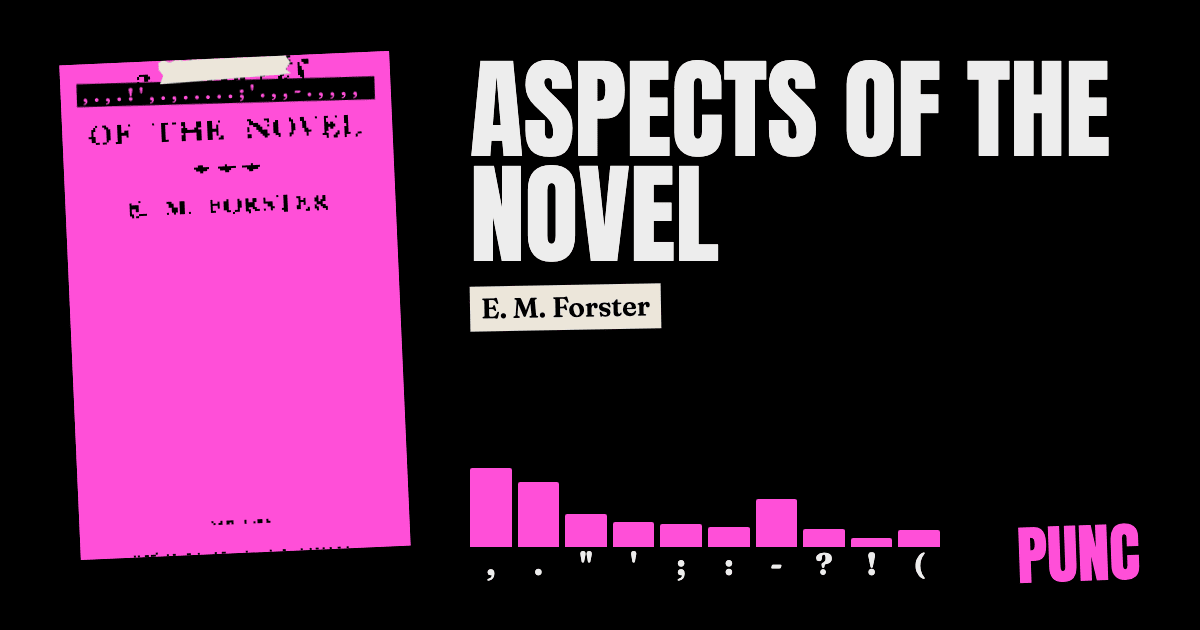 ,.,.!',.,.....;'.,;-.,,,,
OF THE NOVEL
E. M. FORSTER
ASPECTS OF THE
NOVEL
E. M. Forster
, . " ' ; : - ? ! (
PUNC